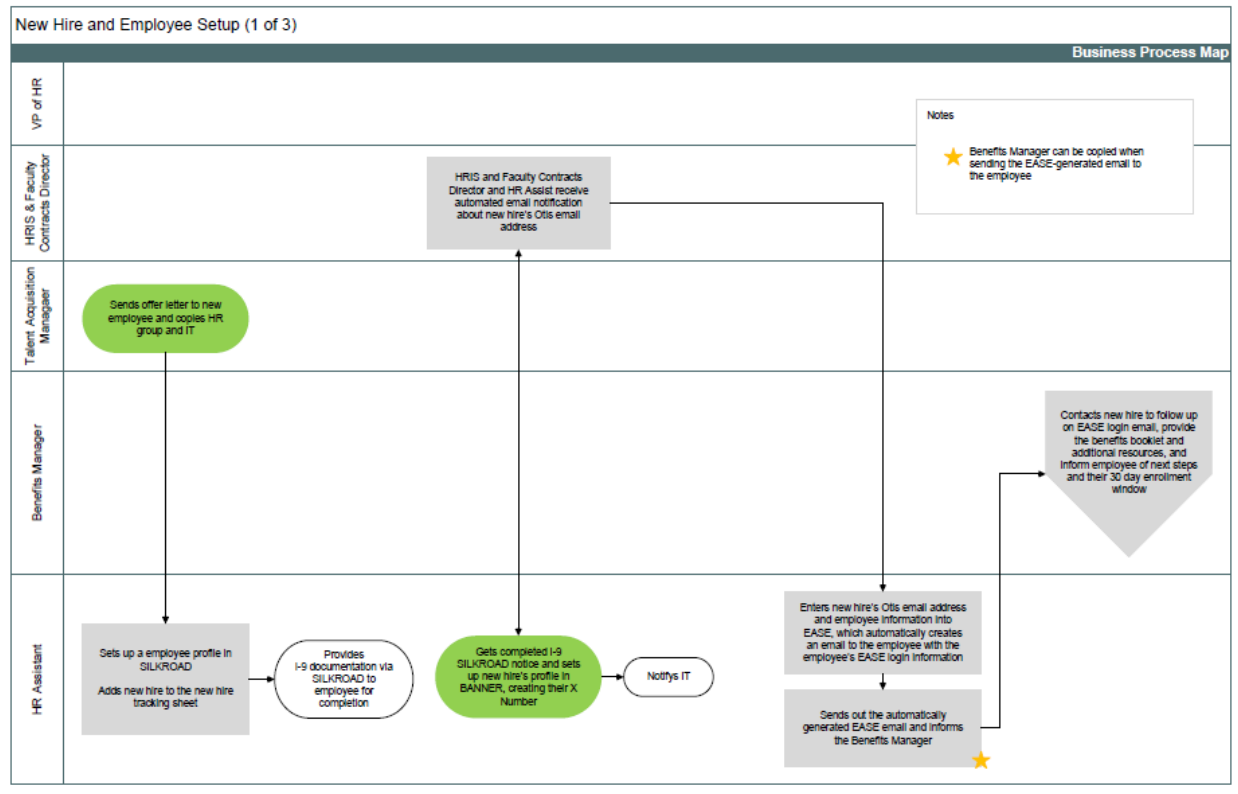 New Hire and Employee Setup (1 of 3)
Business Process Map
VP of HR
Notes
Benefits Manager can be copied when
sending the EASE-generated email to
the employee
HRIS & Faculty
Contracts Director
HRIS and Faculty Contracts
Director and HR Assist receive
automated email notification
about new hire's Otis email
address
Talent Acquisition
Managaer
Sends offer letter to new
employee and copies HR
group and IT
Benefits Manager
Contacts new hire to follow up
on EASE login email, provide
the benefits booklet and
additional resources, and
inform employee of next steps
and their 30 day enrollment
window
HR Assistant
Sets up a employee profile in
SILKROAD
Adds new hire to the new hire
tracking sheet
Provides
I-9 documentation via
SILKROAD to
employee for
completion
Gets completed I-9
SILKROAD notice and sets
up new hire's profile in
BANNER, creating their X
Number
Notifys IT
Enters new hire's Otis email address
and employee information into
EASE, which automatically creates
an email to the employee with the
employee's EASE login information
Sends out the automatically
generated EASE email and informs
the Benefits Manager